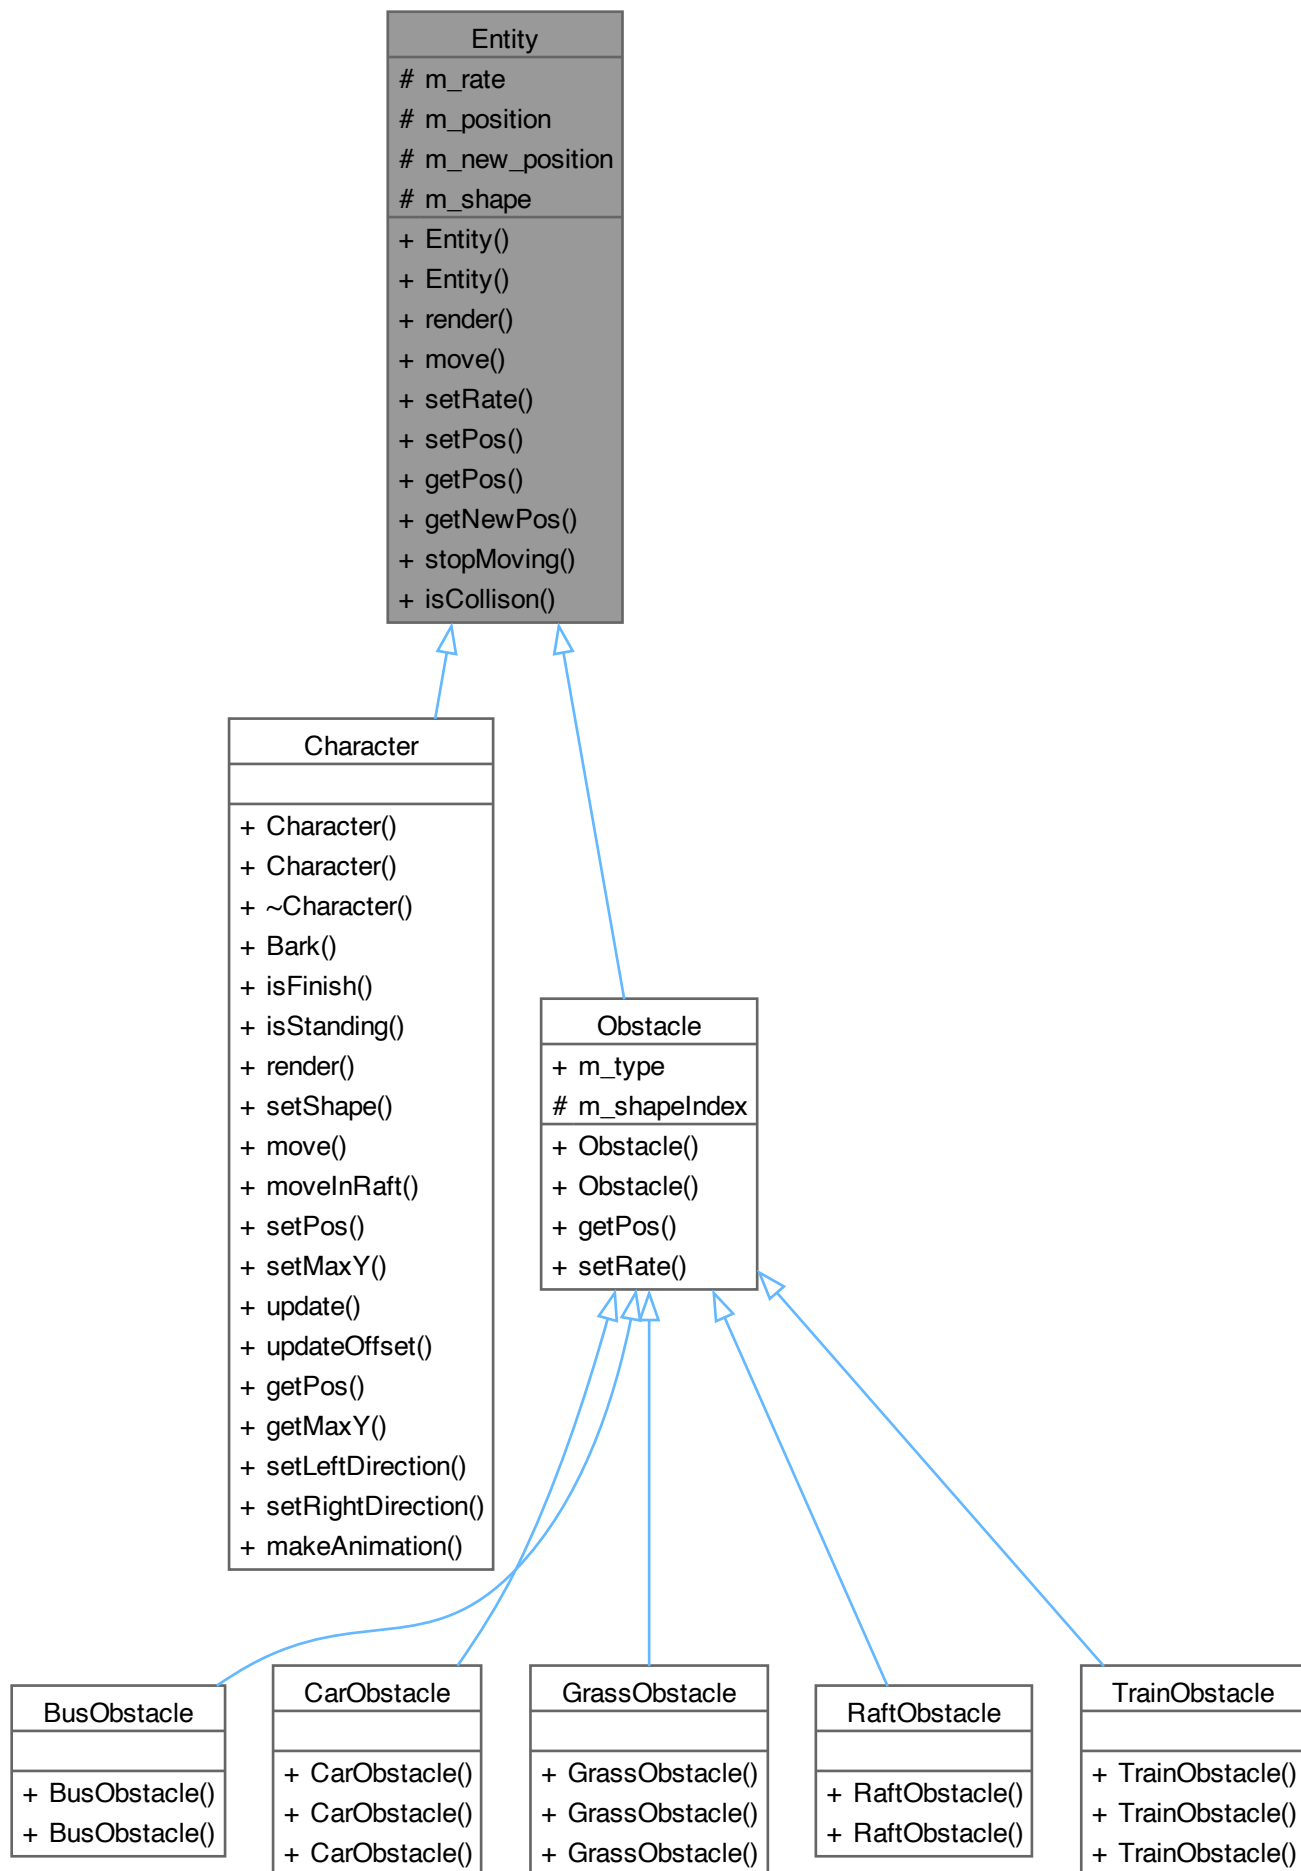 Entity
# m_rate
# m_position
# m_new_position
# m_shape
+ Entity()
+ Entity()
+ render()
+ move()
+ setRate()
+ setPos()
+ getPos()
+ getNewPos()
+ stopMoving()
+ isCollison()
Character
+ Character()
+ Character()
+ ~Character()
+ Bark()
+ isFinish()
+ isStanding()
+ render()
+ setShape()
+ move()
+ moveInRaft()
+ setPos()
+ setMaxY()
+ update()
+ updateOffset()
+ getPos()
+ getMaxY()
+ setLeftDirection()
+ setRightDirection()
+ makeAnimation()
Obstacle
+ m_type
# m_shapeIndex
+ Obstacle()
+ Obstacle()
+ getPos()
+ setRate()
BusObstacle
+ BusObstacle()
+ BusObstacle()
CarObstacle
+ CarObstacle()
+ CarObstacle()
+ CarObstacle()
GrassObstacle
+ GrassObstacle()
+ GrassObstacle()
+ GrassObstacle()
RaftObstacle
+ RaftObstacle()
+ RaftObstacle()
TrainObstacle
+ TrainObstacle()
+ TrainObstacle()
+ TrainObstacle()